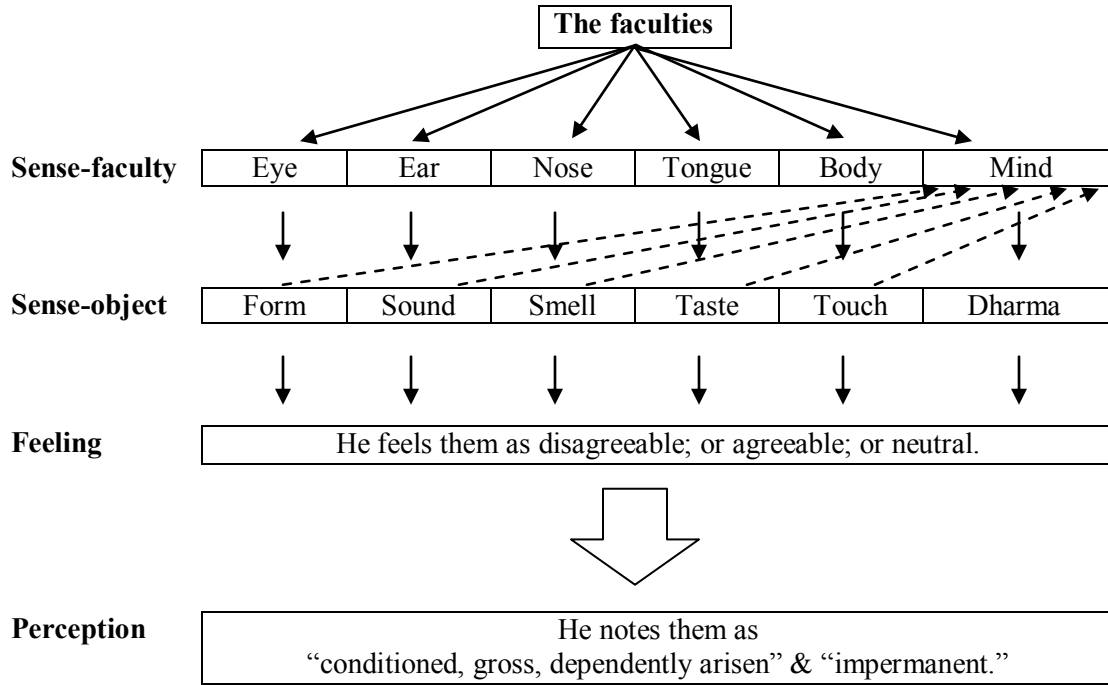 The faculties
Sense-faculty Eye Ear Nose Tongue Body Mind
Sense-object Form Sound Smell Taste Touch Dharma
Feeling He feels them as disagreeable; or agreeable; or neutral.
Perception He notes them as
“conditioned, gross, dependently arisen” & “impermanent.”